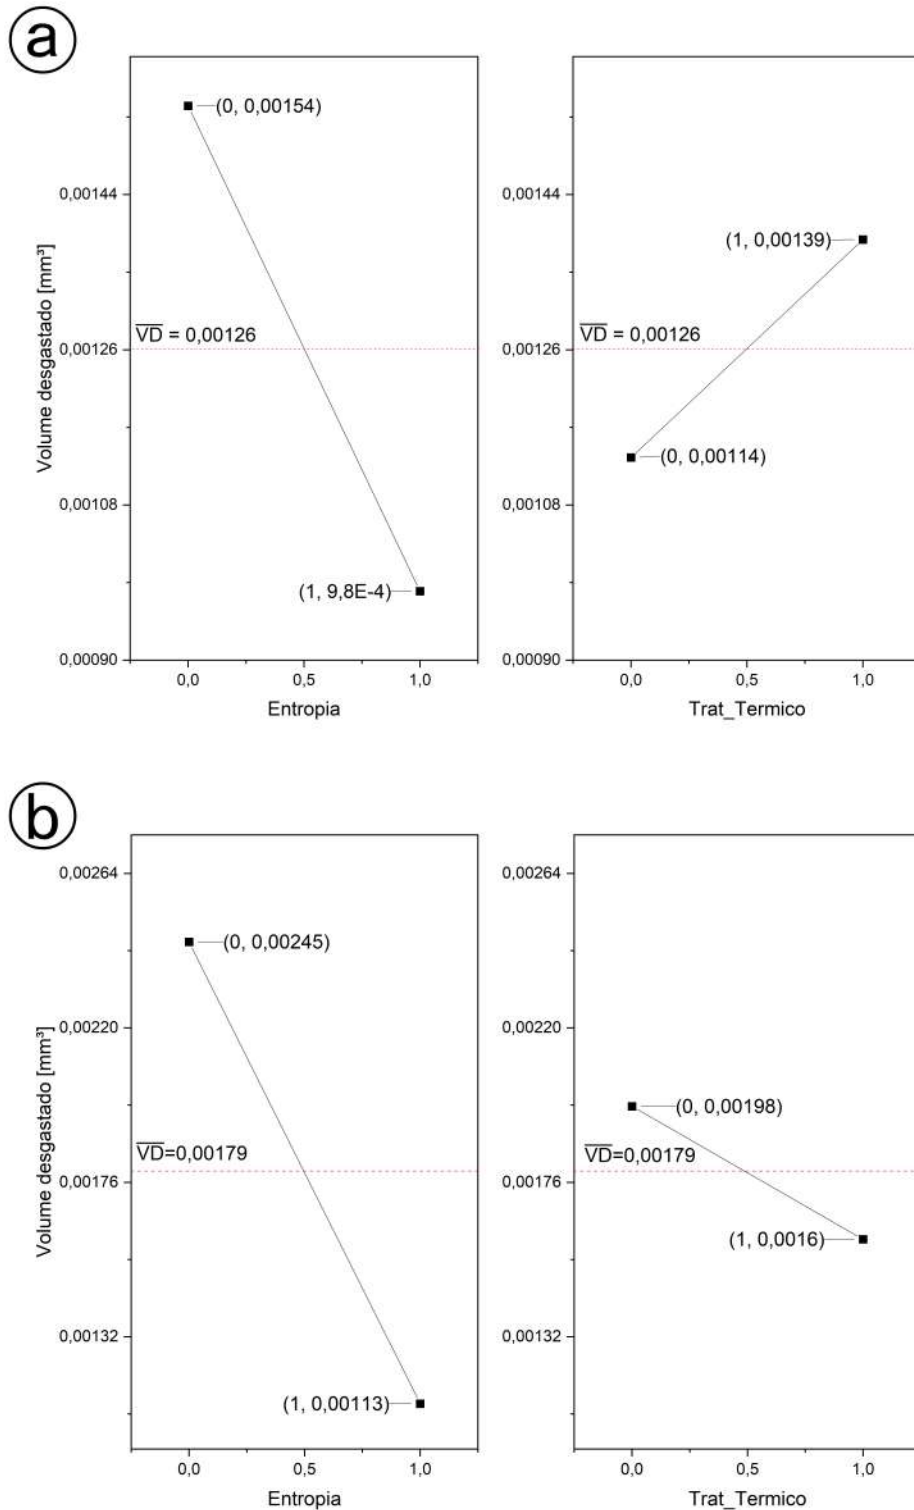 a
(0, 0,00154)
0,00144
(1, 0,00139)
Volume desgastado [mm³]
VD = 0,00126
VD = 0,00126
0,00126
0,00126
0,00144
(0, 0,00114)
0,00108
0,00108
(1, 9,8E-4)
0,00090
0,00090
0,0 0,5 1,0
0,0 0,5 1,0
Entropia
Trat_Termico
b
0,00264
0,00264
(0, 0,00245)
Volume desgastado [mm³]
0,00220
0,00220
(0, 0,00198)
VD=0,00179
VD=0,00179
0,00176
0,00176
(1, 0,0016)
0,00132
0,00132
(1, 0,00113)
0,0 0,5 1,0
0,0 0,5 1,0
Entropia
Trat_Termico